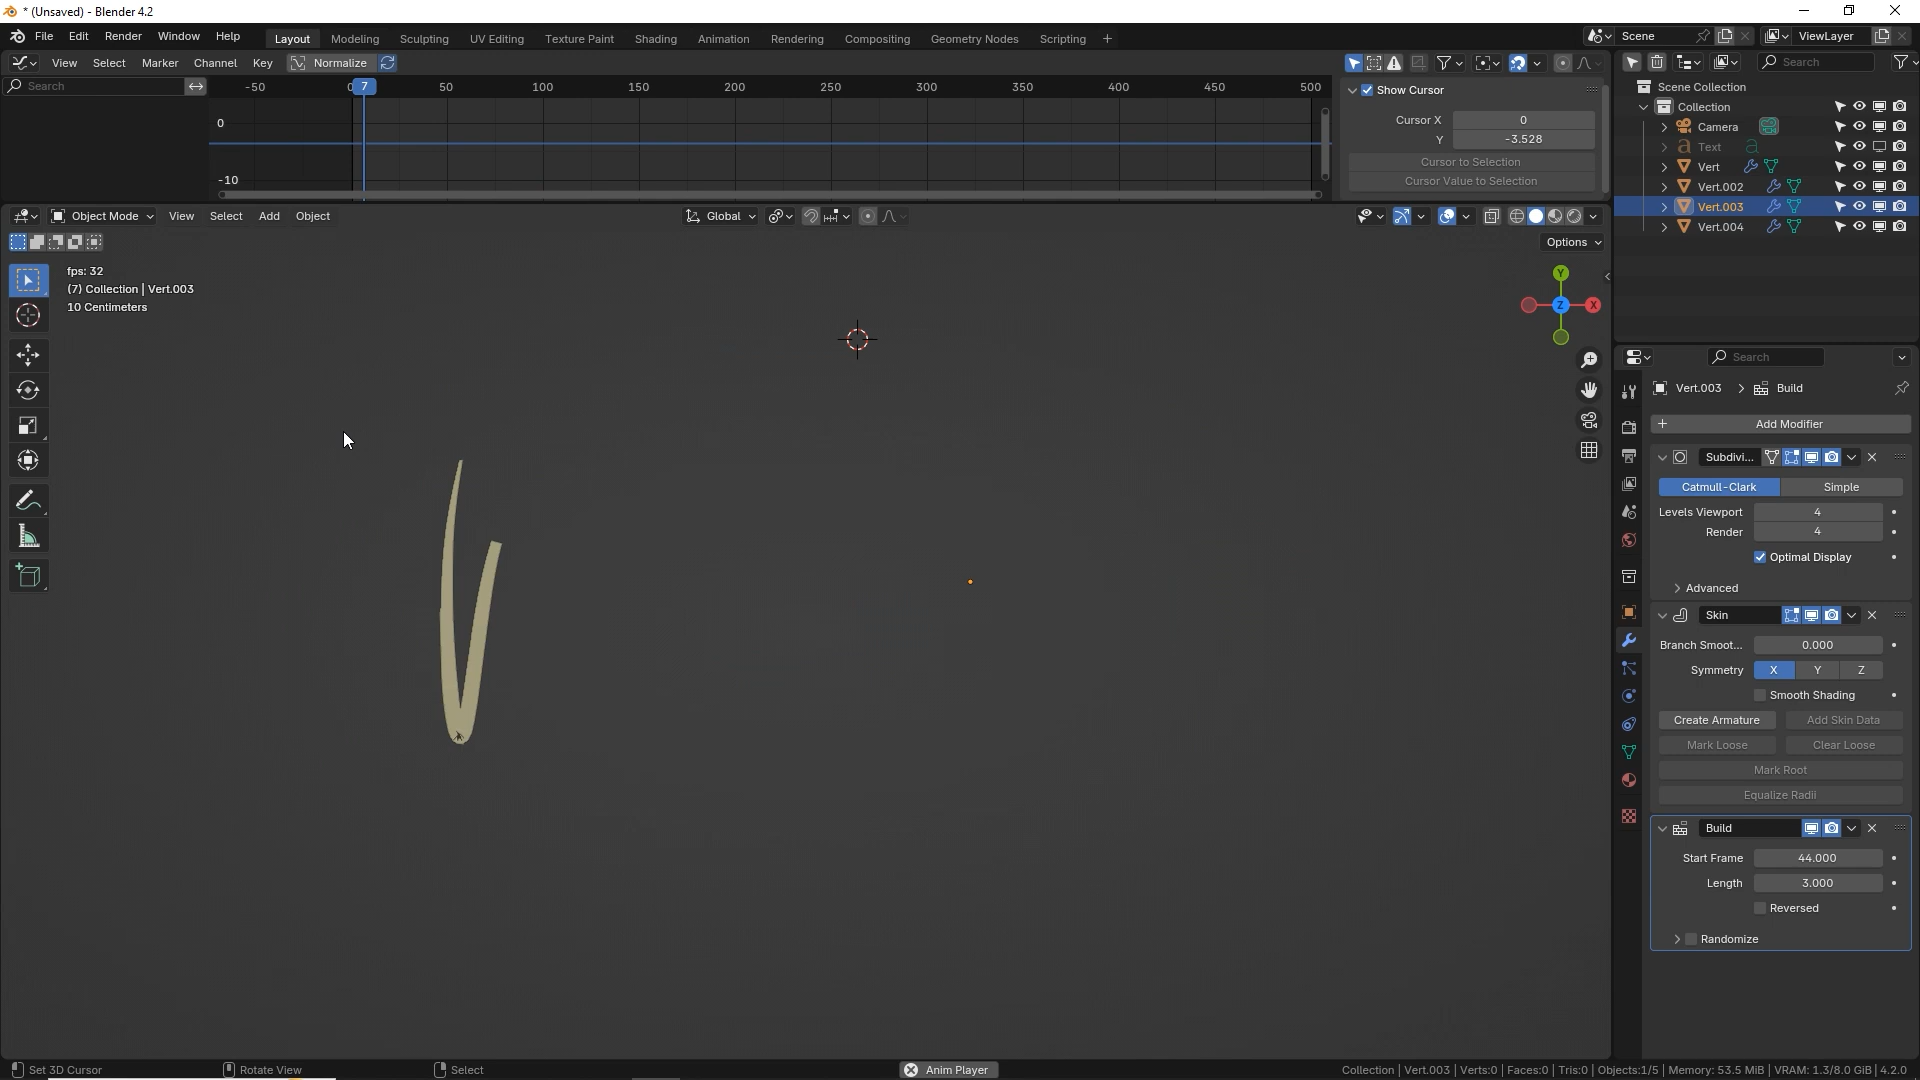 * (Unsaved) - Blender 4.2
File Edit Render Window Help Layout Modeling Sculpting UV Editing Texture Paint Shading Animation Rendering Compositing Geometry Nodes Scripting + Scene ViewLayer
View Select Marker Channel Key Normalize Search
Search -50 0 7 50 100 150 200 250 300 350 400 450 500
0
-10
Show Cursor
Cursor X 0
Y -3.528
Cursor to Selection
Cursor Value to Selection
Scene Collection
Collection
Camera
Text
Vert
Vert.002
Vert.003
Vert.004
Object Mode View Select Add Object Global
Options
fps: 32
(7) Collection | Vert.003
10 Centimeters
Y
Z X
Search
Vert.003 > Build
+ Add Modifier
Subdivi...
Catmull-Clark Simple
Levels Viewport 4
Render 4
Optimal Display
Advanced
Skin
Branch Smoot... 0.000
Symmetry X Y Z
Smooth Shading
Create Armature Add Skin Data
Mark Loose Clear Loose
Mark Root
Equalize Radii
Build
Start Frame 44.000
Length 3.000
Reversed
Randomize
Set 3D Cursor Rotate View Select Anim Player Collection | Vert.003 | Verts:0 | Faces:0 | Tris:0 | Objects:1/5 | Memory: 53.5 MiB | VRAM: 1.3/8.0 GiB | 4.2.0